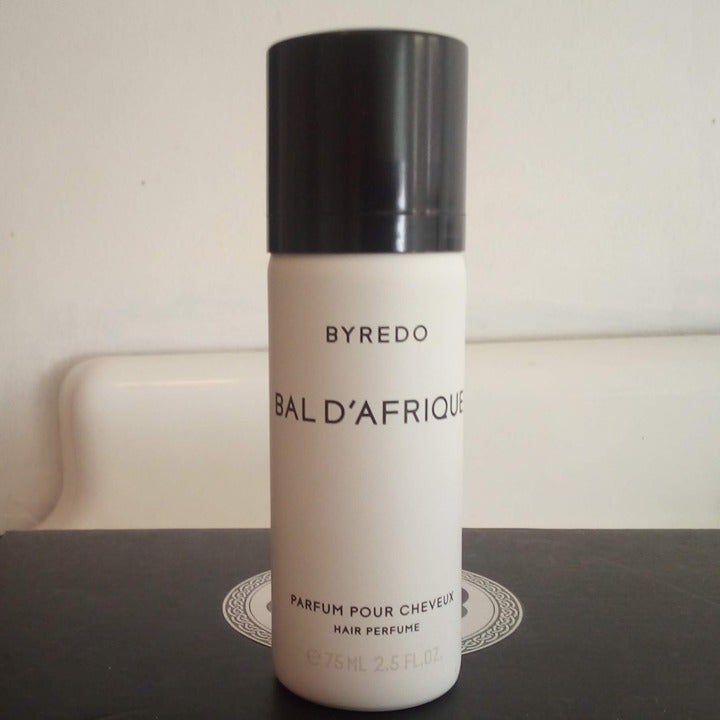 BYREDO
BAL D'AFRIQUE
PARFUM POUR CHEVEUX
HAIR PERFUME
℮75 ML 2.5 FL.OZ.